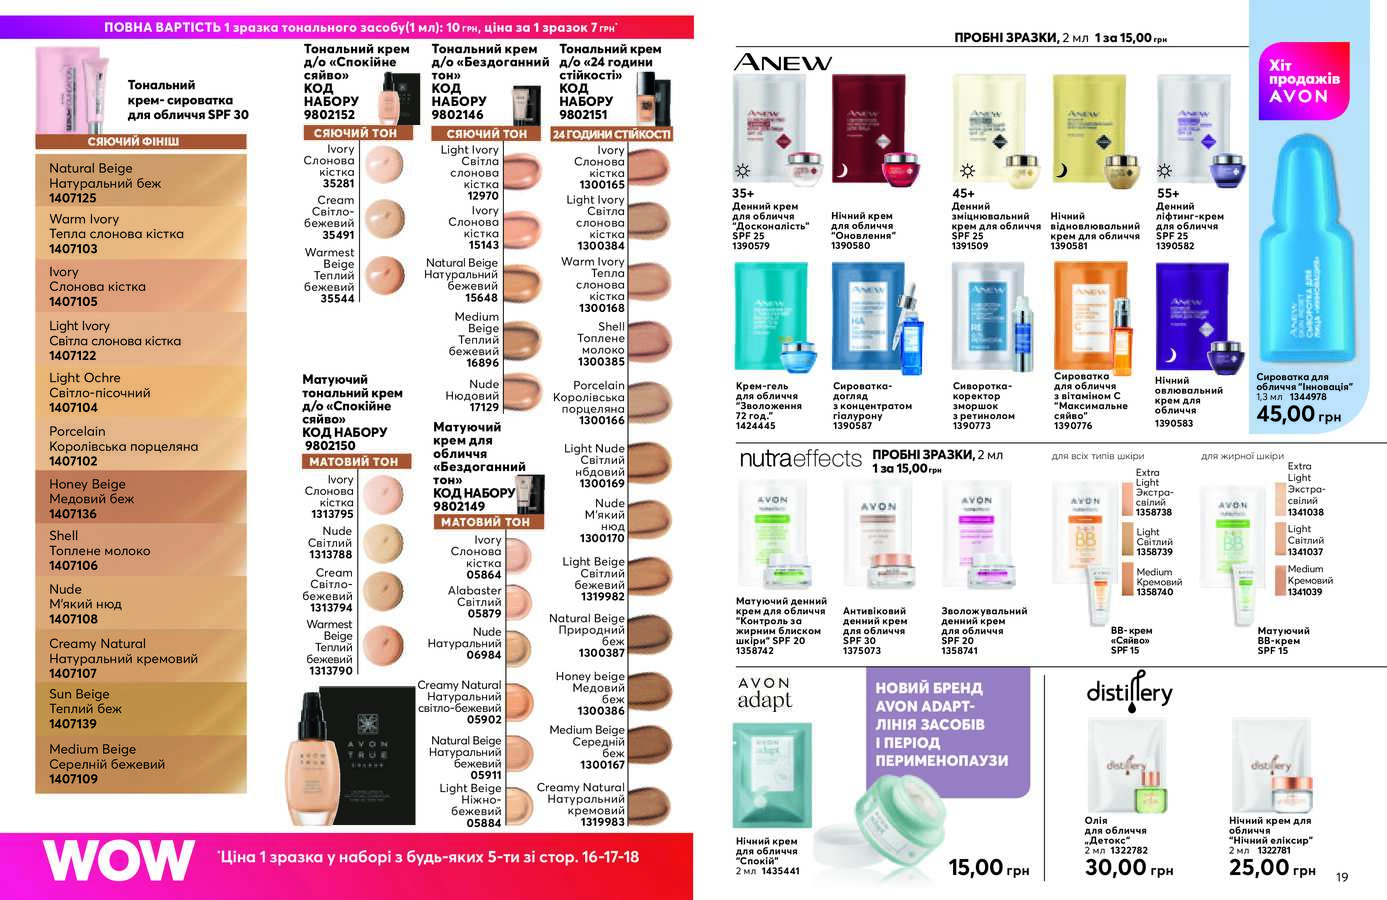 ПОВНА ВАРТІСТЬ 1 зразка тонального засобу(1 мл): 10 ГРН, ціна за 1 зразок 7 ГРН*
Тональний
крем- сироватка
для обличчя SPF 30
СЯЮЧИЙ ФІНІШ
Natural Beige
Натуральний беж
1407125
Warm Ivory
Тепла слонова кістка
1407103
Ivory
Слонова кістка
1407105
Light Ivory
Світла слонова кістка
1407122
Light Ochre
Світло-пісочний
1407104
Porcelain
Королівська порцеляна
1407102
Honey Beige
Медовий беж
1407136
Shell
Топлене молоко
1407106
Nude
М'який нюд
1407108
Creamy Natural
Натуральний кремовий
1407107
Sun Beige
Теплий беж
1407139
Medium Beige
Серелній бежевий
1407109
Тональний крем
д/о «Спокійне
сяйво»
КОД
НАБОРУ
9802152
СЯЮЧИЙ ТОН
Ivory
Слонова
кістка
35281
Cream
Світло-
бежевий
35491
Warmest
Beige
Теплий
бежевий
35544
Матуючий
тональний крем
д/о «Спокійне
сяйво»
КОД НАБОРУ
9802150
МАТОВИЙ ТОН
Ivory
Слонова
кістка
1313795
Nude
Світлий
1313788
Cream
Світло-
бежевий
1313794
Warmest
Beige
Теплий
бежевий
1313790
AVON
TRUE
COLOUR
AVON
TRUE
Тональний крем
д/о «Бездоганний
тон»
КОД
НАБОРУ
9802146
СЯЮЧИЙ ТОН
Light Ivory
Світла
слонова
кістка
12970
Ivory
Слонова
кістка
15143
Natural Beige
Натуральний
бежевий
15648
Medium
Beige
Теплий
бежевий
16896
Nude
Нюдовий
17129
Матуючий
крем для
обличчя
«Бездоганний
тон»
КОД НАБОРУ
9802149
МАТОВИЙ ТОН
Ivory
Слонова
кістка
05864
Alabaster
Світлий
05879
Nude
Натуральний
06984
Creamy Natural
Натуральний
світло-бежевий
05902
Natural Beige
Натуральний
бежевий
05911
Light Beige
Ніжно-
бежевий
05884
Тональний крем
д/о «24 години
стійкості»
КОД
НАБОРУ
9802151
24 ГОДИНИ СТІЙКОСТІ
Ivory
Слонова
кістка
1300165
Light Ivory
Світла
слонова
кістка
1300384
Warm Ivory
Тепла
слонова
кістка
1300168
Shell
Топлене
молоко
1300385
Porcelain
Королівська
порцеляна
1300166
Light Nude
Світлий
нбдовий
1300169
Nude
М'який
нюд
1300170
Light Beige
Світлий
бежевий
1319982
Natural Beige
Природний
беж
1300387
Honey beige
Медовий
беж
1300386
Medium Beige
Середній
беж
1300167
Creamy Natural
Натуральний
кремовий
1319983
WOW
*Ціна 1 зразка у наборі з будь-яких 5-ти зі стор. 16-17-18
ПРОБНІ ЗРАЗКИ, 2 мл 1 за 15,00 грн
ANEW
Хіт
продажів
AVON
35+
Денний крем
для обличчя
"Досконалість"
SPF 25
1390579
Нічний крем
для обличчя
"Оновлення"
1390580
45+
Денний
зміцнювальний
крем для обличчя
SPF 25
1391509
Нічний
відновлювальний
крем для обличчя
1390581
55+
Денний
ліфтинг-крем
для обличчя
SPF 25
1390582
Крем-гель
для обличчя
"Зволоження
72 год."
1424445
Сироватка-
догляд
з концентратом
гіалурону
1390587
Сиворотка-
коректор
зморшок
з ретинолом
1390773
Сироватка
для обличчя
з вітаміном С
"Максимальне
сяйво"
1390776
Нічний
овлювальний
крем для
обличчя
1390583
ANEW
SKIN RESET
СЫВОРОТКА ДЛЯ
ЛИЦА «ИННОВАЦИЯ»
Сироватка для
обличчя "Інновація"
1,3 мл 1344978
45,00 грн
nutraeffects
ПРОБНІ ЗРАЗКИ, 2 мл
1 за 15,00 грн
Матуючий денний
крем для обличчя
"Контроль за
жирним блиском
шкіри" SPF 20
1358742
Антивіковий
денний крем
для обличчя
SPF 30
1375073
Зволожувальний
денний крем
для обличчя
SPF 20
1358741
для всіх типів шкіри
Extra
Light
Экстра-
свілий
1358738
Light
Світлий
1358739
Medium
Кремовий
1358740
BB- крем
«Сяйво»
SPF 15
для жирної шкіри
Extra
Light
Экстра-
свілий
1341038
Light
Світлий
1341037
Medium
Кремовий
1341039
Матуючий
BB-крем
SPF 15
AVON
adapt
НОВИЙ БРЕНД
AVON ADAPT-
ЛІНІЯ ЗАСОБІВ
І ПЕРІОД
ПЕРИМЕНОПАУЗИ
AVON
adapt
Нічний крем
для обличчя
"Спокій"
2 мл 1435441
15,00 грн
distillery
distillery
Олія
для обличчя
„Детокс"
2 мл 1322782
30,00 грн
distillery
Нічний крем для
обличчя
"Нічний еліксир"
2 мл 1322781
25,00 грн
19